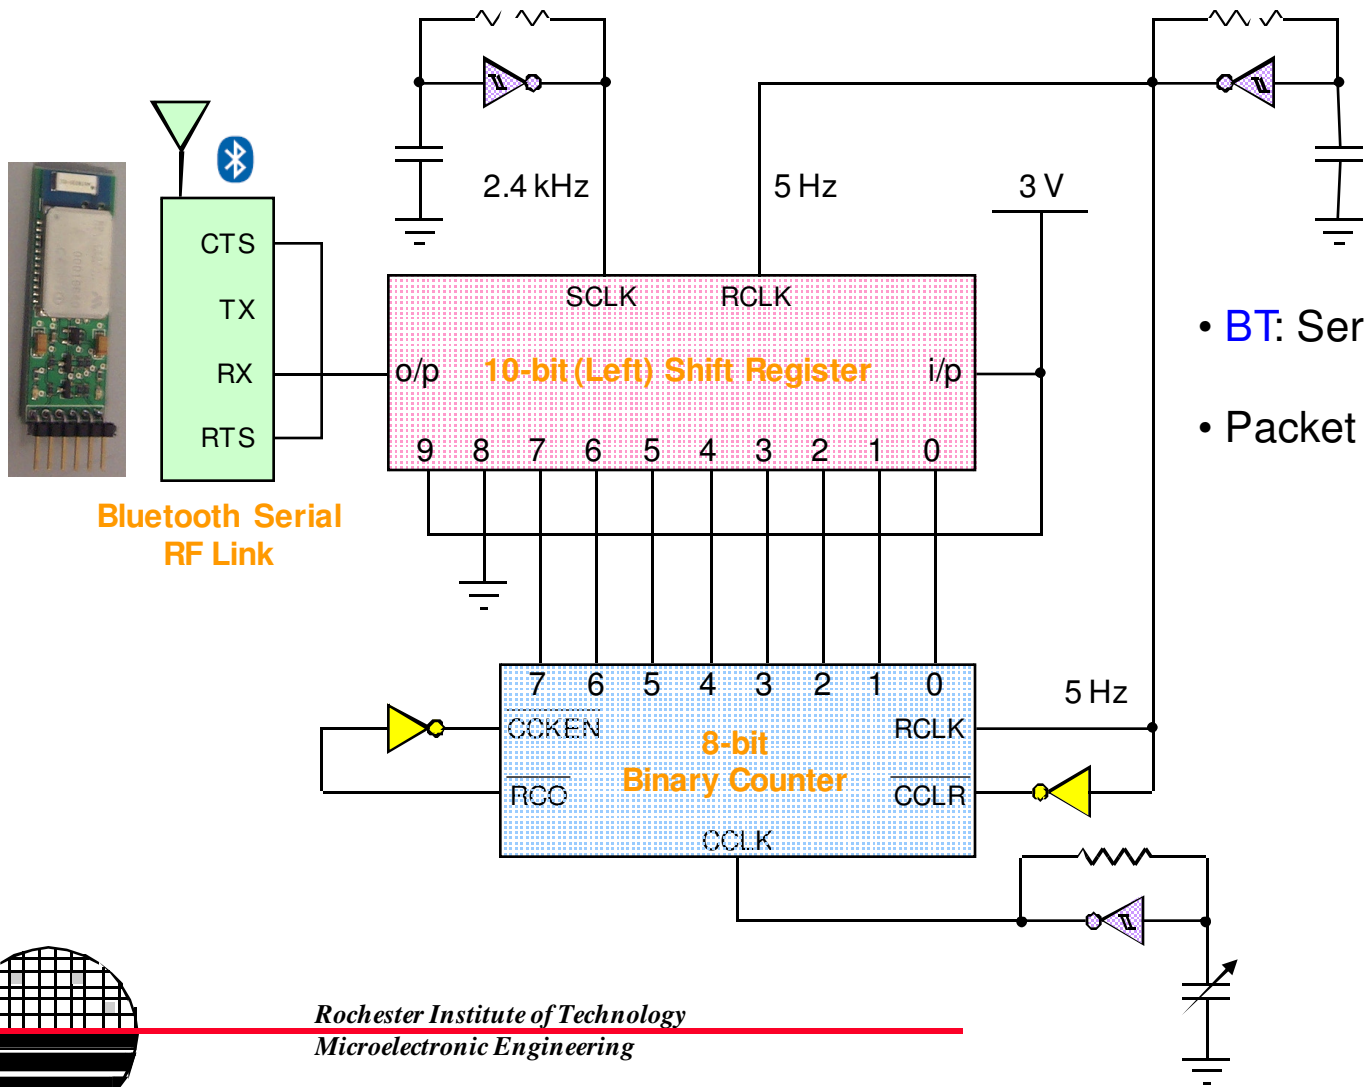 2.4 kHz
5 Hz
3 V
CTS
TX
RX
RTS
SCLK
RCLK
o/p
10-bit (Left) Shift Register
i/p
9 8 7 6 5 4 3 2 1 0
• BT: Ser
• Packet
Bluetooth Serial
RF Link
7 6 5 4 3 2 1 0
5 Hz
CCKEN
RCLK
8-bit
Binary Counter
RCO
CCLR
CCLK
Rochester Institute of Technology
Microelectronic Engineering